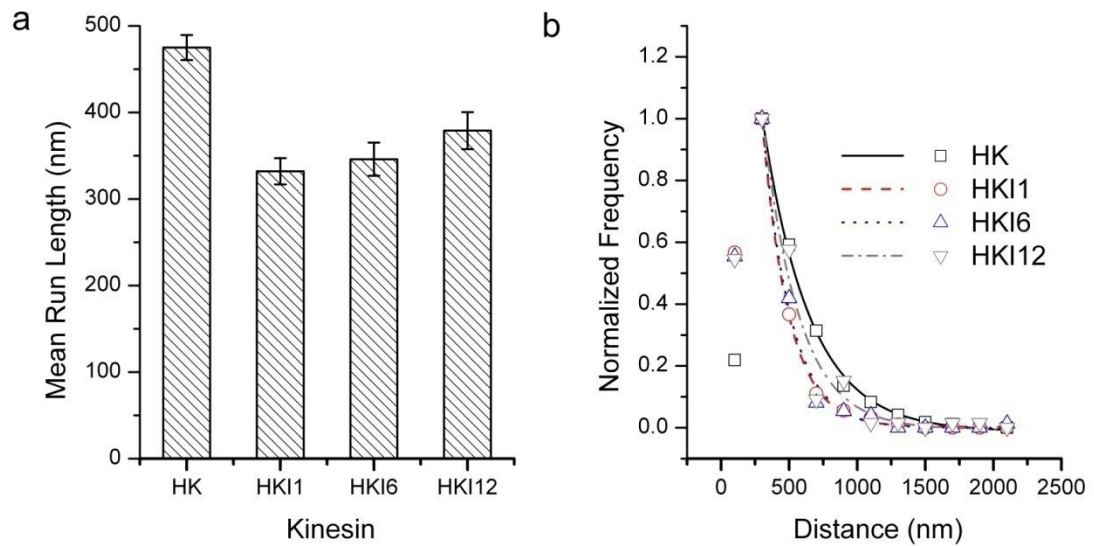 a
500
400
300
200
100
0
Mean Run Length (nm)
HK HKI1 HKI6 HKI12
Kinesin
b
1.2
1.0
0.8
0.6
0.4
0.2
0.0
Normalized Frequency
HK
HKI1
HKI6
HKI12
0 500 1000 1500 2000 2500
Distance (nm)